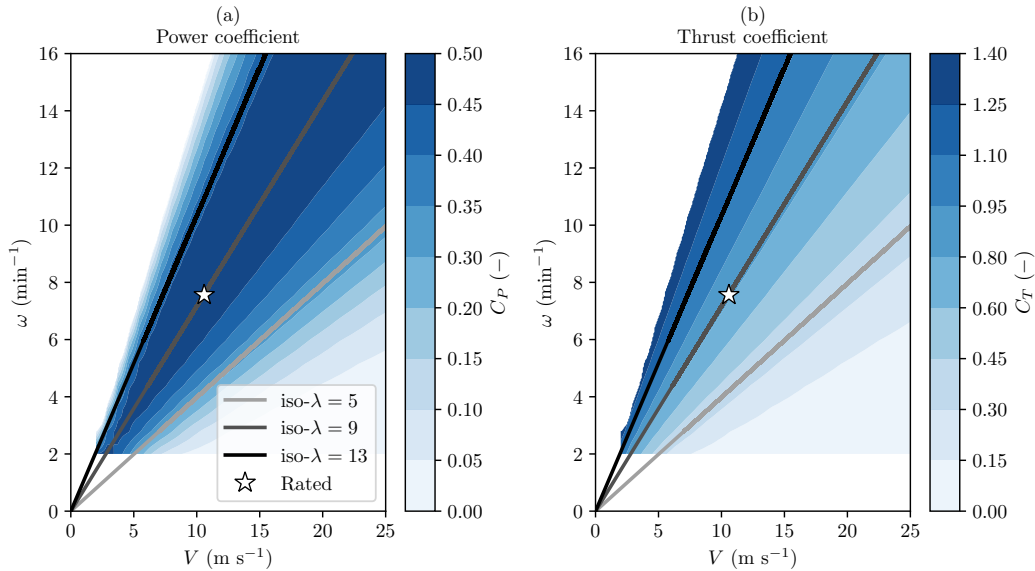 (a)
Power coefficient
16
14
12
10
8
6
4
2
0
ω (min⁻¹)
0 5 10 15 20 25
V (m s⁻¹)
iso-λ = 5
iso-λ = 9
iso-λ = 13
Rated
0.50
0.45
0.40
0.35
0.30
0.25
0.20
0.15
0.10
0.05
0.00
C_P (−)
(b)
Thrust coefficient
16
14
12
10
8
6
4
2
0
ω (min⁻¹)
0 5 10 15 20 25
V (m s⁻¹)
1.40
1.25
1.10
0.95
0.80
0.60
0.45
0.30
0.15
0.00
C_T (−)